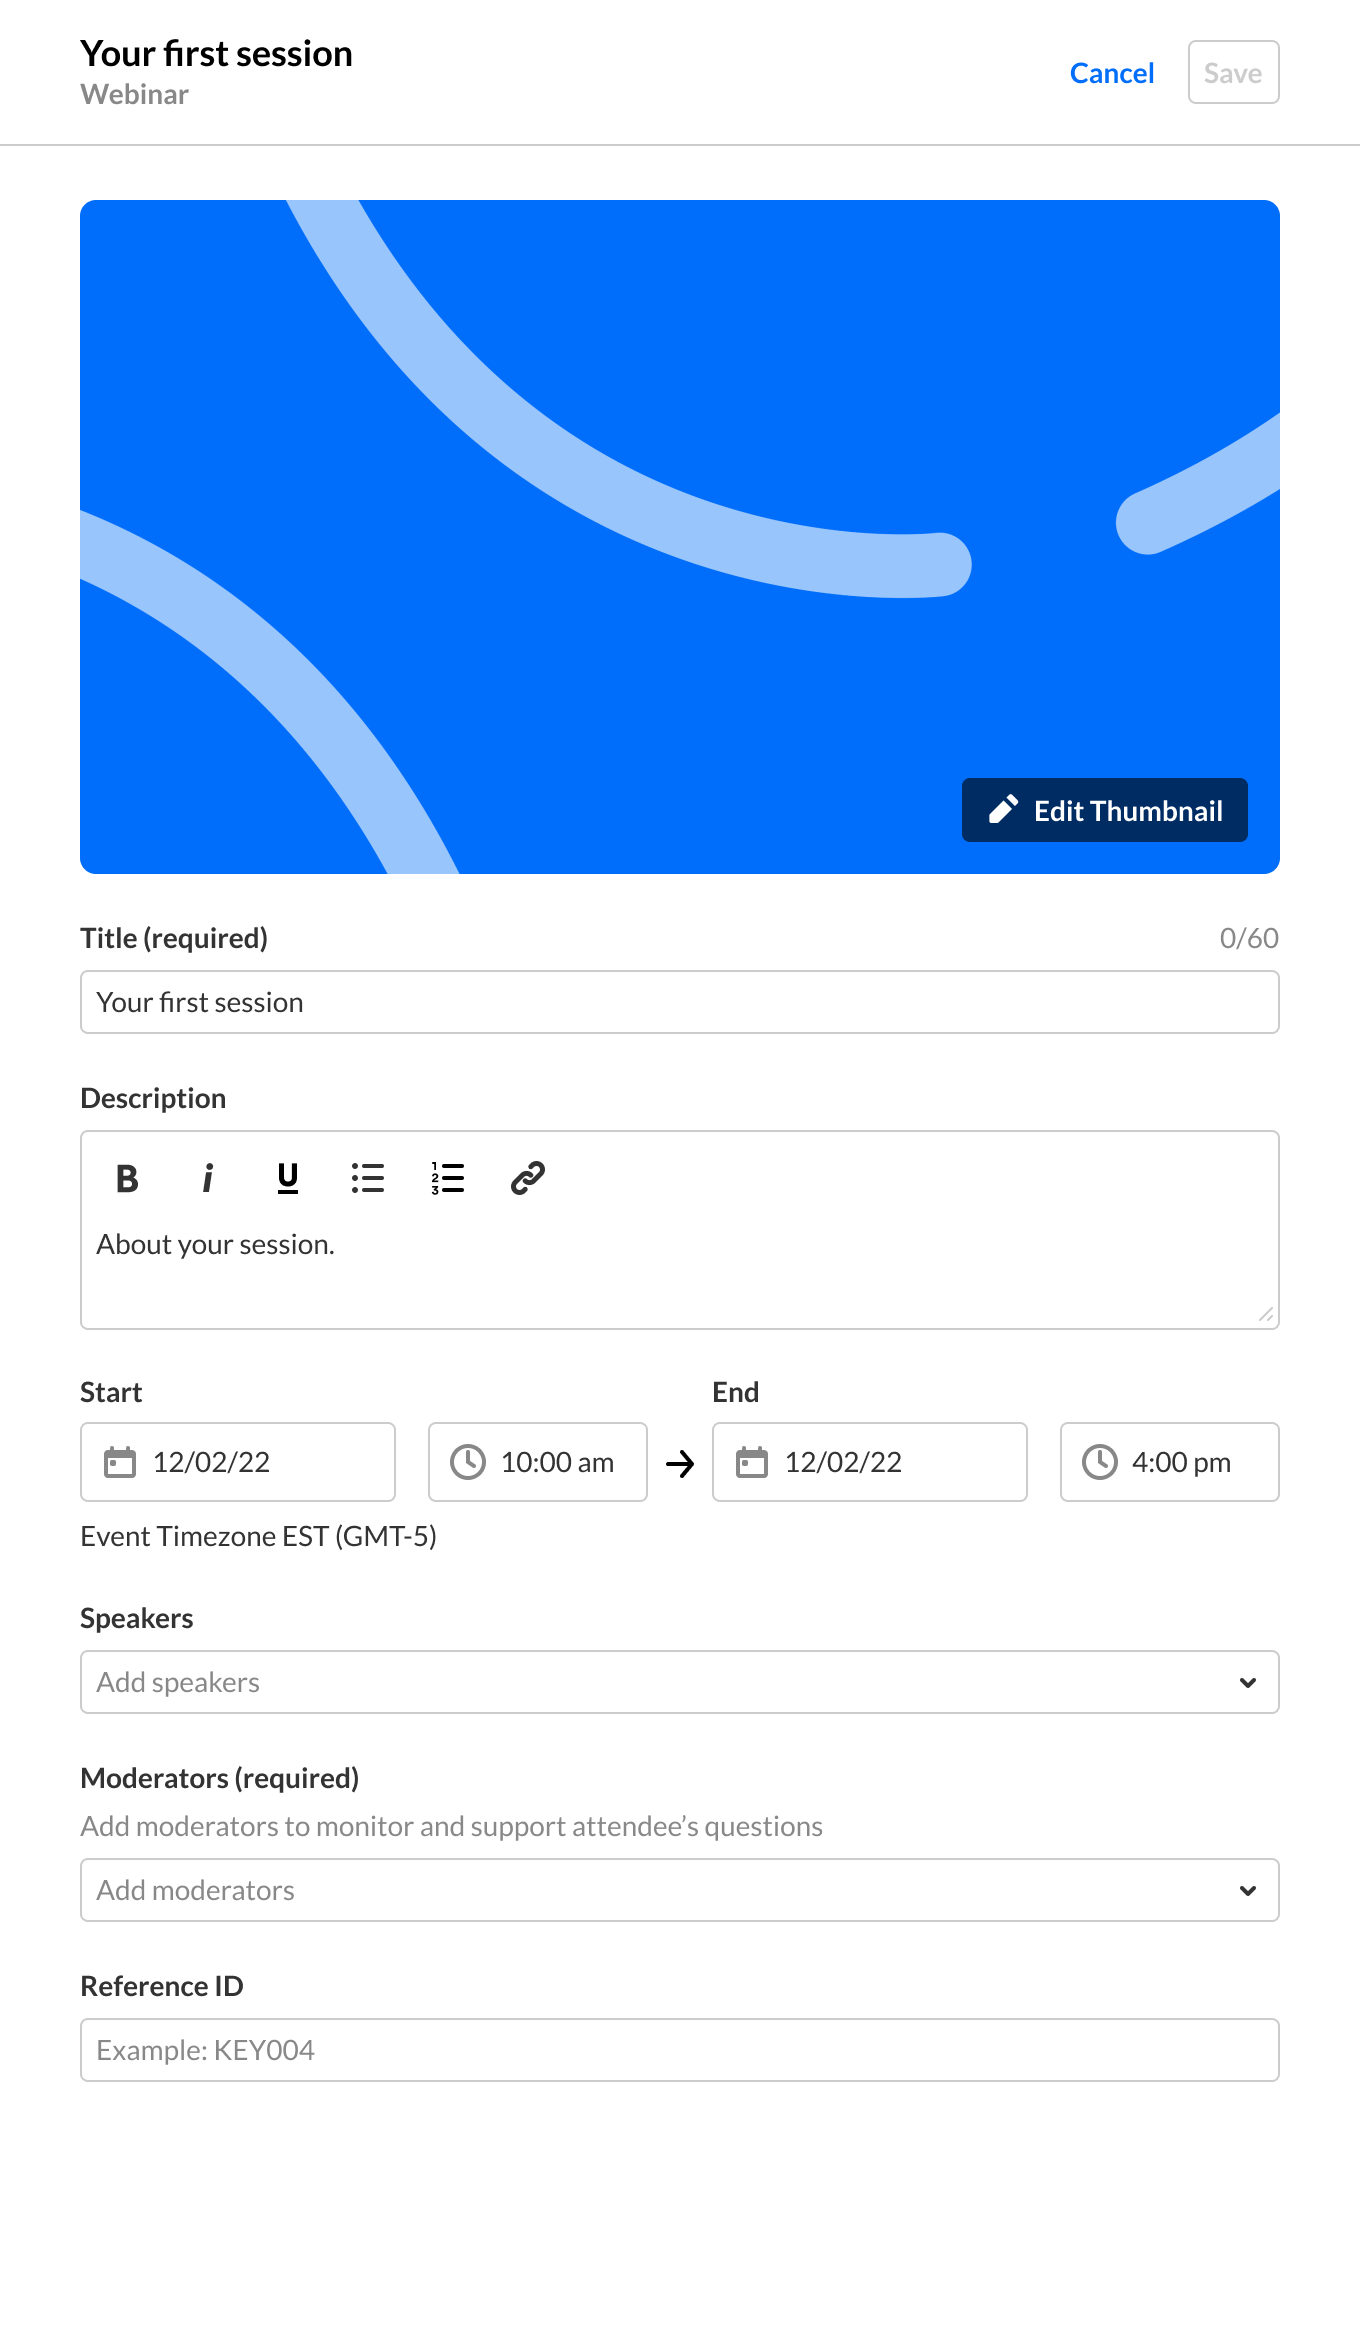 Your first session
Webinar
Cancel
Save
Edit Thumbnail
Title (required)
0/60
Your first session
Description
B i U 1 2 3
About your session.
Start
End
12/02/22
10:00 am
12/02/22
4:00 pm
Event Timezone EST (GMT-5)
Speakers
Add speakers
Moderators (required)
Add moderators to monitor and support attendee’s questions
Add moderators
Reference ID
Example: KEY004